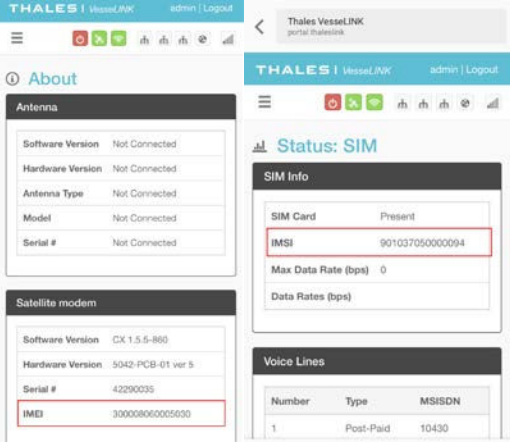 THALES | VesseLINK admin | Logout
About
Antenna
Software Version Not Connected
Hardware Version Not Connected
Antenna Type Not Connected
Model Not Connected
Serial # Not Connected
Satellite modem
Software Version CX 1.5.5-860
Hardware Version 5042-PCB-01 ver 5
Serial # 42290035
IMEI 300008060005030
Thales VesseLINK
portal.thaleslink
THALES | VesseLINK admin | Logout
Status: SIM
SIM Info
SIM Card Present
IMSI 901037050000094
Max Data Rate (bps) 0
Data Rates (bps)
Voice Lines
Number Type MSISDN
1 Post-Paid 10430